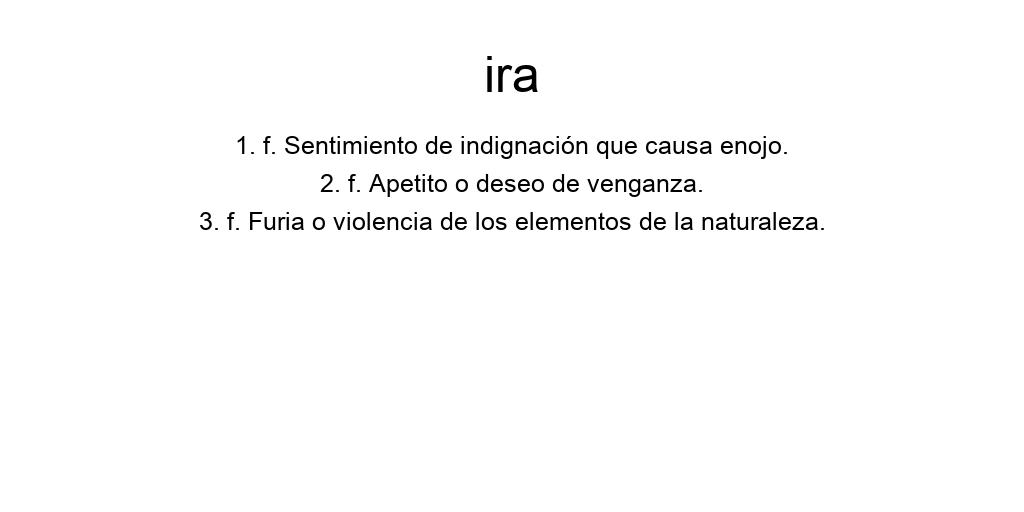 ira
1. f. Sentimiento de indignación que causa enojo.
2. f. Apetito o deseo de venganza.
3. f. Furia o violencia de los elementos de la naturaleza.